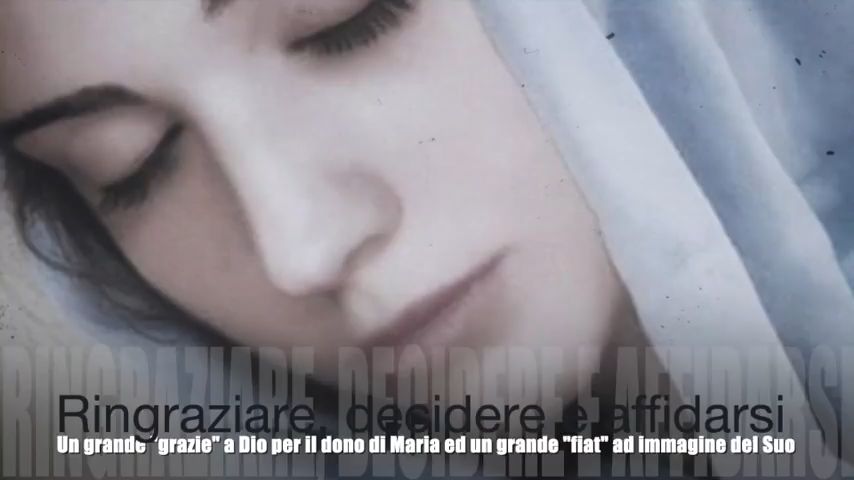 RINGRAZIARE, DECIDERE E AFFIDARSI
Ringraziare, decidere e affidarsi
Un grande "grazie" a Dio per il dono di Maria ed un grande "fiat" ad immagine del Suo